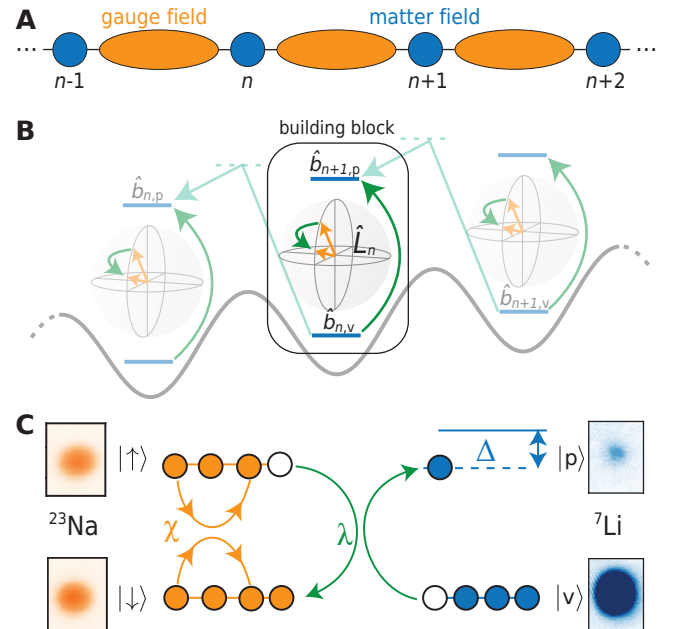 A
gauge field
matter field
··· ···
n-1 n n+1 n+2
B
building block
b̂ₙ,ₚ b̂ₙ₊₁,ₚ
L̂ₙ
b̂ₙ,ᵥ b̂ₙ₊₁,ᵥ
C
|↑⟩ Δ |p⟩
²³Na χ λ ⁷Li
|↓⟩ |v⟩